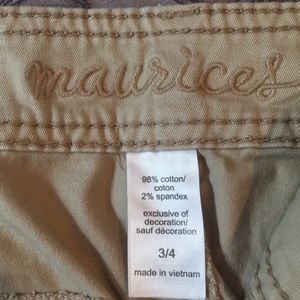 maurices
98% cotton/
coton
2% spandex
exclusive of
decoration/
sauf décoration
3/4
made in vietnam